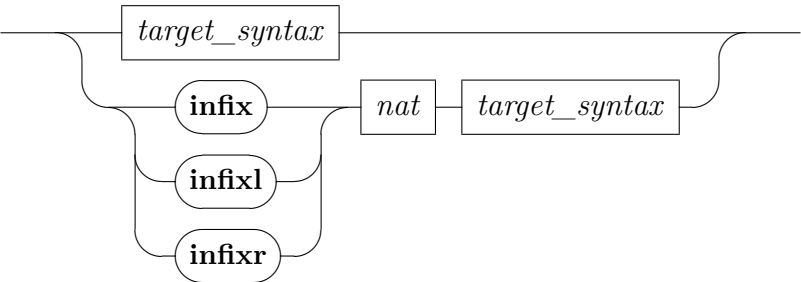 target_syntax
infix nat target_syntax
infixl
infixr